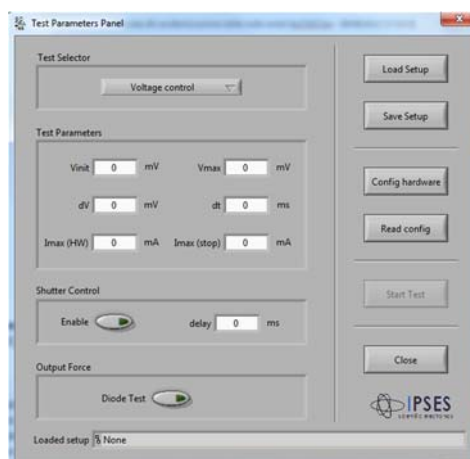 Test Parameters Panel
Test Selector
Voltage control
Test Parameters
Vinit 0 mV Vmax 0 mV
dV 0 mV dt 0 ms
Imax (HW) 0 mA Imax (stop) 0 mA
Shutter Control
Enable delay 0 ms
Output Force
Diode Test
Loaded setup % None
Load Setup
Save Setup
Config hardware
Read config
Start Test
Close
IPSES
SCIENTIFIC ELECTRONICS